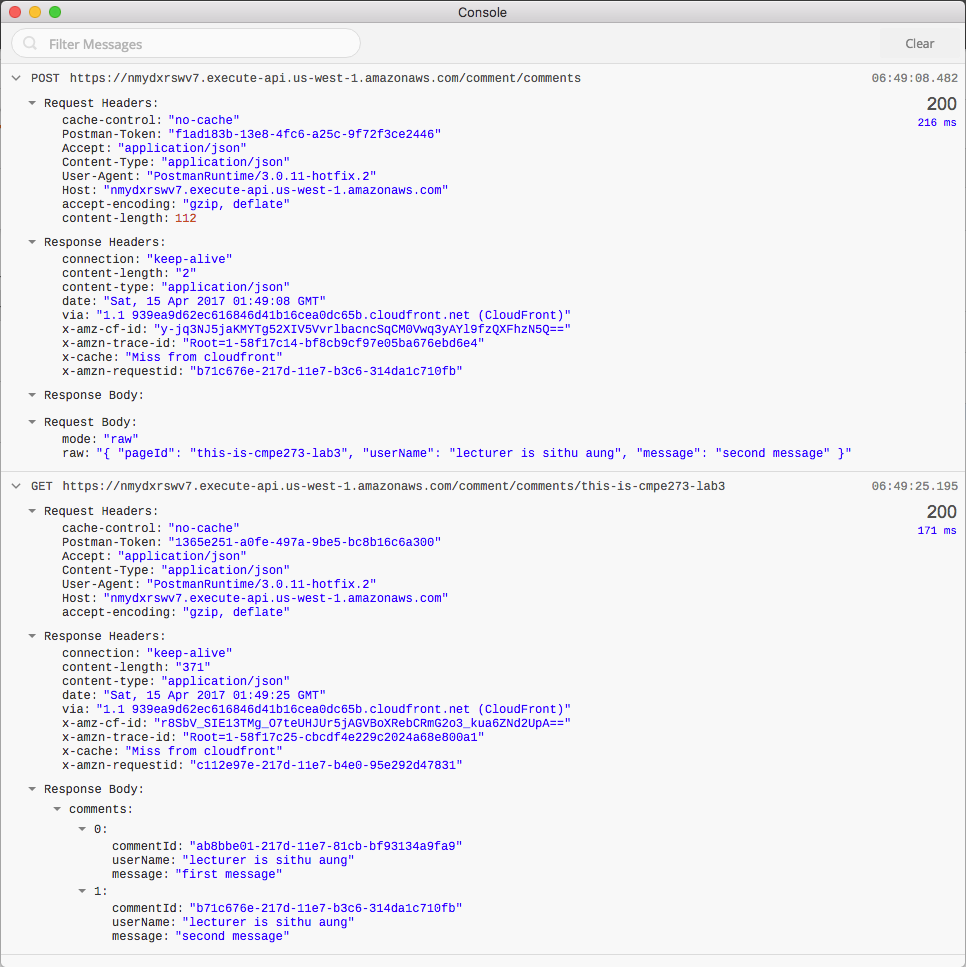 Console
Filter Messages
Clear
POST https://nmydxrswv7.execute-api.us-west-1.amazonaws.com/comment/comments 06:49:08.482
Request Headers: 200
cache-control: "no-cache" 216 ms
Postman-Token: "f1ad183b-13e8-4fc6-a25c-9f72f3ce2446"
Accept: "application/json"
Content-Type: "application/json"
User-Agent: "PostmanRuntime/3.0.11-hotfix.2"
Host: "nmydxrswv7.execute-api.us-west-1.amazonaws.com"
accept-encoding: "gzip, deflate"
content-length: 112
Response Headers:
connection: "keep-alive"
content-length: "2"
content-type: "application/json"
date: "Sat, 15 Apr 2017 01:49:08 GMT"
via: "1.1 939ea9d62ec616846d41b16cea0dc65b.cloudfront.net (CloudFront)"
x-amz-cf-id: "y-jq3NJ5jaKMYTg52XIV5VvrlbacncSqCM0Vwq3yAYl9fzQXFhzN5Q=="
x-amzn-trace-id: "Root=1-58f17c14-bf8cb9cf97e05ba676ebd6e4"
x-cache: "Miss from cloudfront"
x-amzn-requestid: "b71c676e-217d-11e7-b3c6-314da1c710fb"
Response Body:
Request Body:
mode: "raw"
raw: "{ "pageId": "this-is-cmpe273-lab3", "userName": "lecturer is sithu aung", "message": "second message" }"
GET https://nmydxrswv7.execute-api.us-west-1.amazonaws.com/comment/comments/this-is-cmpe273-lab3 06:49:25.195
Request Headers: 200
cache-control: "no-cache" 171 ms
Postman-Token: "1365e251-a0fe-497a-9be5-bc8b16c6a300"
Accept: "application/json"
Content-Type: "application/json"
User-Agent: "PostmanRuntime/3.0.11-hotfix.2"
Host: "nmydxrswv7.execute-api.us-west-1.amazonaws.com"
accept-encoding: "gzip, deflate"
Response Headers:
connection: "keep-alive"
content-length: "371"
content-type: "application/json"
date: "Sat, 15 Apr 2017 01:49:25 GMT"
via: "1.1 939ea9d62ec616846d41b16cea0dc65b.cloudfront.net (CloudFront)"
x-amz-cf-id: "r8SbV_SIE13TMg_O7teUHJUr5jAGVBoXRebCRmG2o3_kua6ZNd2UpA=="
x-amzn-trace-id: "Root=1-58f17c25-cbcdf4e229c2024a68e800a1"
x-cache: "Miss from cloudfront"
x-amzn-requestid: "c112e97e-217d-11e7-b4e0-95e292d47831"
Response Body:
comments:
0:
commentId: "ab8bbe01-217d-11e7-81cb-bf93134a9fa9"
userName: "lecturer is sithu aung"
message: "first message"
1:
commentId: "b71c676e-217d-11e7-b3c6-314da1c710fb"
userName: "lecturer is sithu aung"
message: "second message"